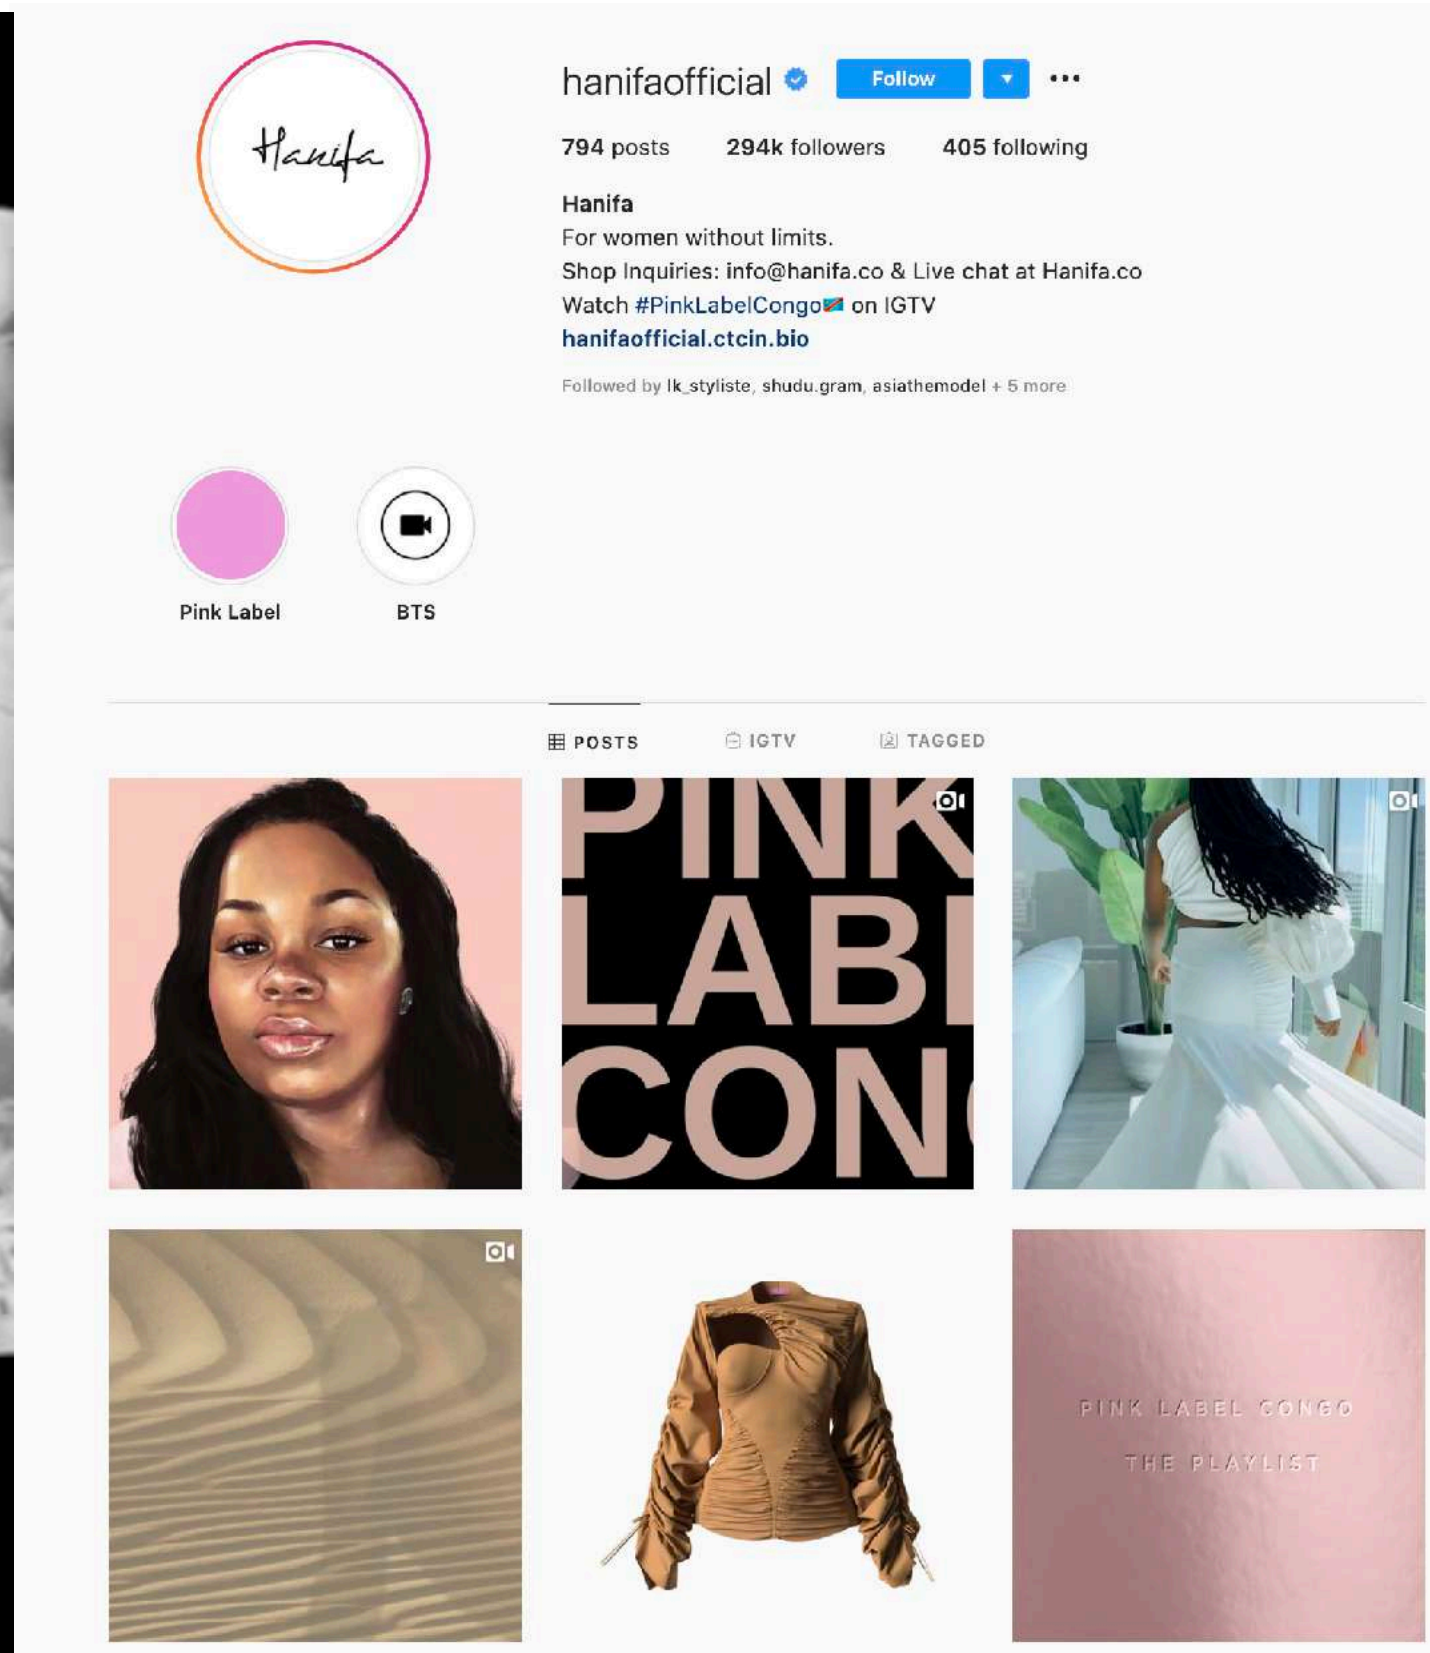 Hanifa
hanifaofficial Follow
794 posts 294k followers 405 following
Hanifa
For women without limits.
Shop Inquiries: info@hanifa.co & Live chat at Hanifa.co
Watch #PinkLabelCongo🇨🇩 on IGTV
hanifaofficial.ctcin.bio
Followed by lk_styliste, shudu.gram, asiathemodel + 5 more
Pink Label BTS
POSTS IGTV TAGGED
PINK
LABE
CONG
PINK LABEL CONGO
THE PLAYLIST